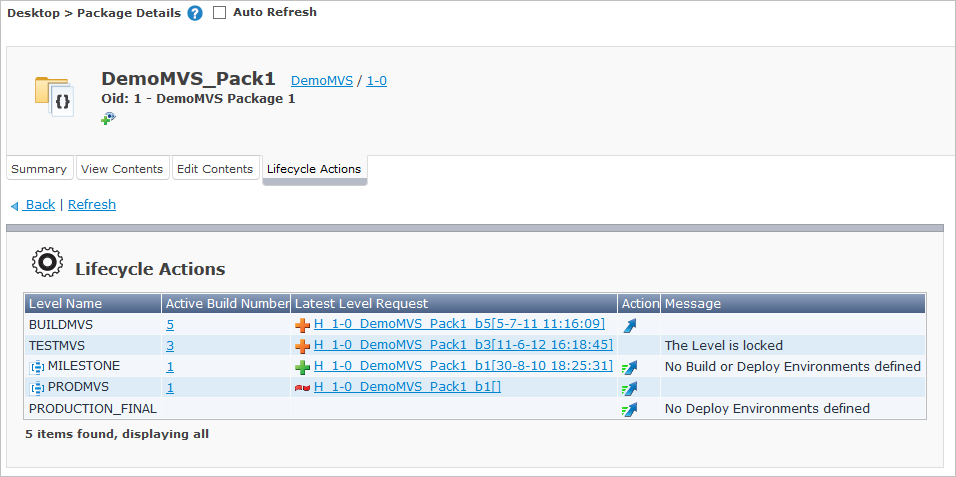 Desktop > Package Details ? Auto Refresh
DemoMVS_Pack1 DemoMVS / 1-0
Oid: 1 - DemoMVS Package 1
Summary View Contents Edit Contents Lifecycle Actions
Back | Refresh
Lifecycle Actions
Level Name Active Build Number Latest Level Request Action Message
BUILDMVS 5 H_1-0_DemoMVS_Pack1_b5[5-7-11 11:16:09]
TESTMVS 3 H_1-0_DemoMVS_Pack1_b3[11-6-12 16:18:45] The Level is locked
MILESTONE 1 H_1-0_DemoMVS_Pack1_b1[30-8-10 18:25:31] No Build or Deploy Environments defined
PRODMVS 1 H_1-0_DemoMVS_Pack1_b1[]
PRODUCTION_FINAL No Deploy Environments defined
5 items found, displaying all